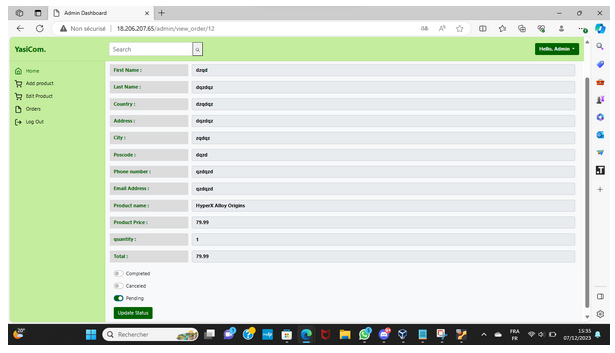 Admin Dashboard
Non sécurisé | 18.206.207.65/admin/view_order/12
YasiCom.
Search
Hello, Admin
Home
Add product
Edit Product
Orders
Log Out
First Name : dzqd
Last Name : dqzdqz
Country : dzqdqz
Address : dqzdqz
City : zqdqz
Poscode : dqzd
Phone number : qzdqzd
Email Address : qzdqzd
Product name : HyperX Alloy Origins
Product Price : 79.99
quantity : 1
Total : 79.99
Completed
Canceled
Pending
Update Status
20°
Rechercher
FRA
FR
15:35
07/12/2023